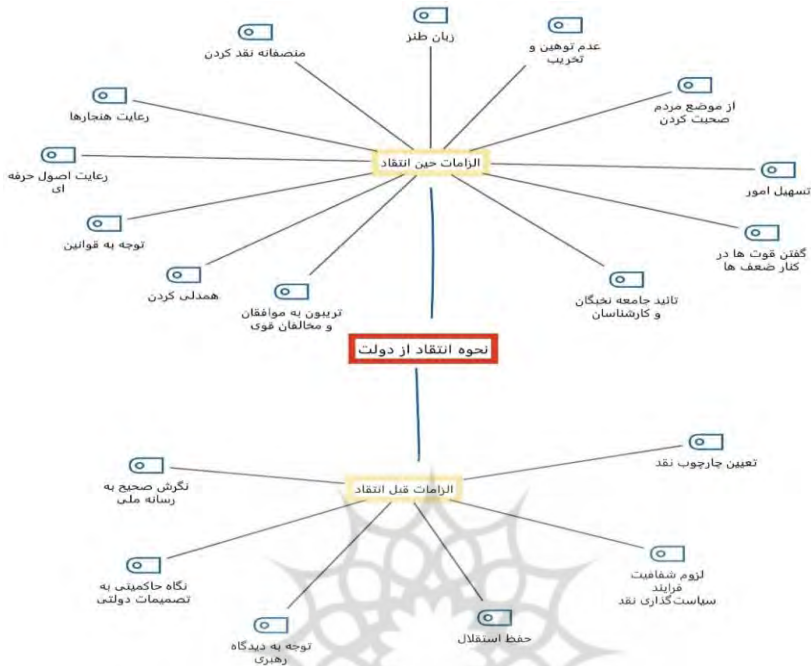 زبان طنز
عدم توهین و
تخریب
منصفانه نقد کردن
از موضع مردم
صحبت کردن
رعایت هنجارها
الزامات حین انتقاد
رعایت اصول حرفه
ای
تسهیل امور
توجه به قوانین
گفتن قوت ها در
کنار ضعف ها
همدلی کردن
تریبون به موافقان
و مخالفان قوی
تائید جامعه نخبگان
و کارشناسان
نحوه انتقاد از دولت
تعیین چارچوب نقد
نگرش صحیح به
رسانه ملی
الزامات قبل انتقاد
لزوم شفافیت
فرایند
سیاست‌گذاری نقد
نگاه حاکمیتی به
تصمیمات دولتی
حفظ استقلال
توجه به دیدگاه
رهبری